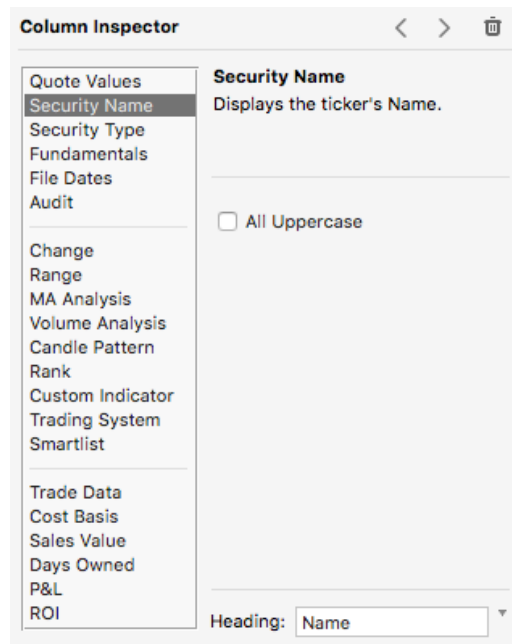 Column Inspector
Quote Values
Security Name
Security Type
Fundamentals
File Dates
Audit
Change
Range
MA Analysis
Volume Analysis
Candle Pattern
Rank
Custom Indicator
Trading System
Smartlist
Trade Data
Cost Basis
Sales Value
Days Owned
P&L
ROI
Security Name
Displays the ticker's Name.
All Uppercase
Heading: Name